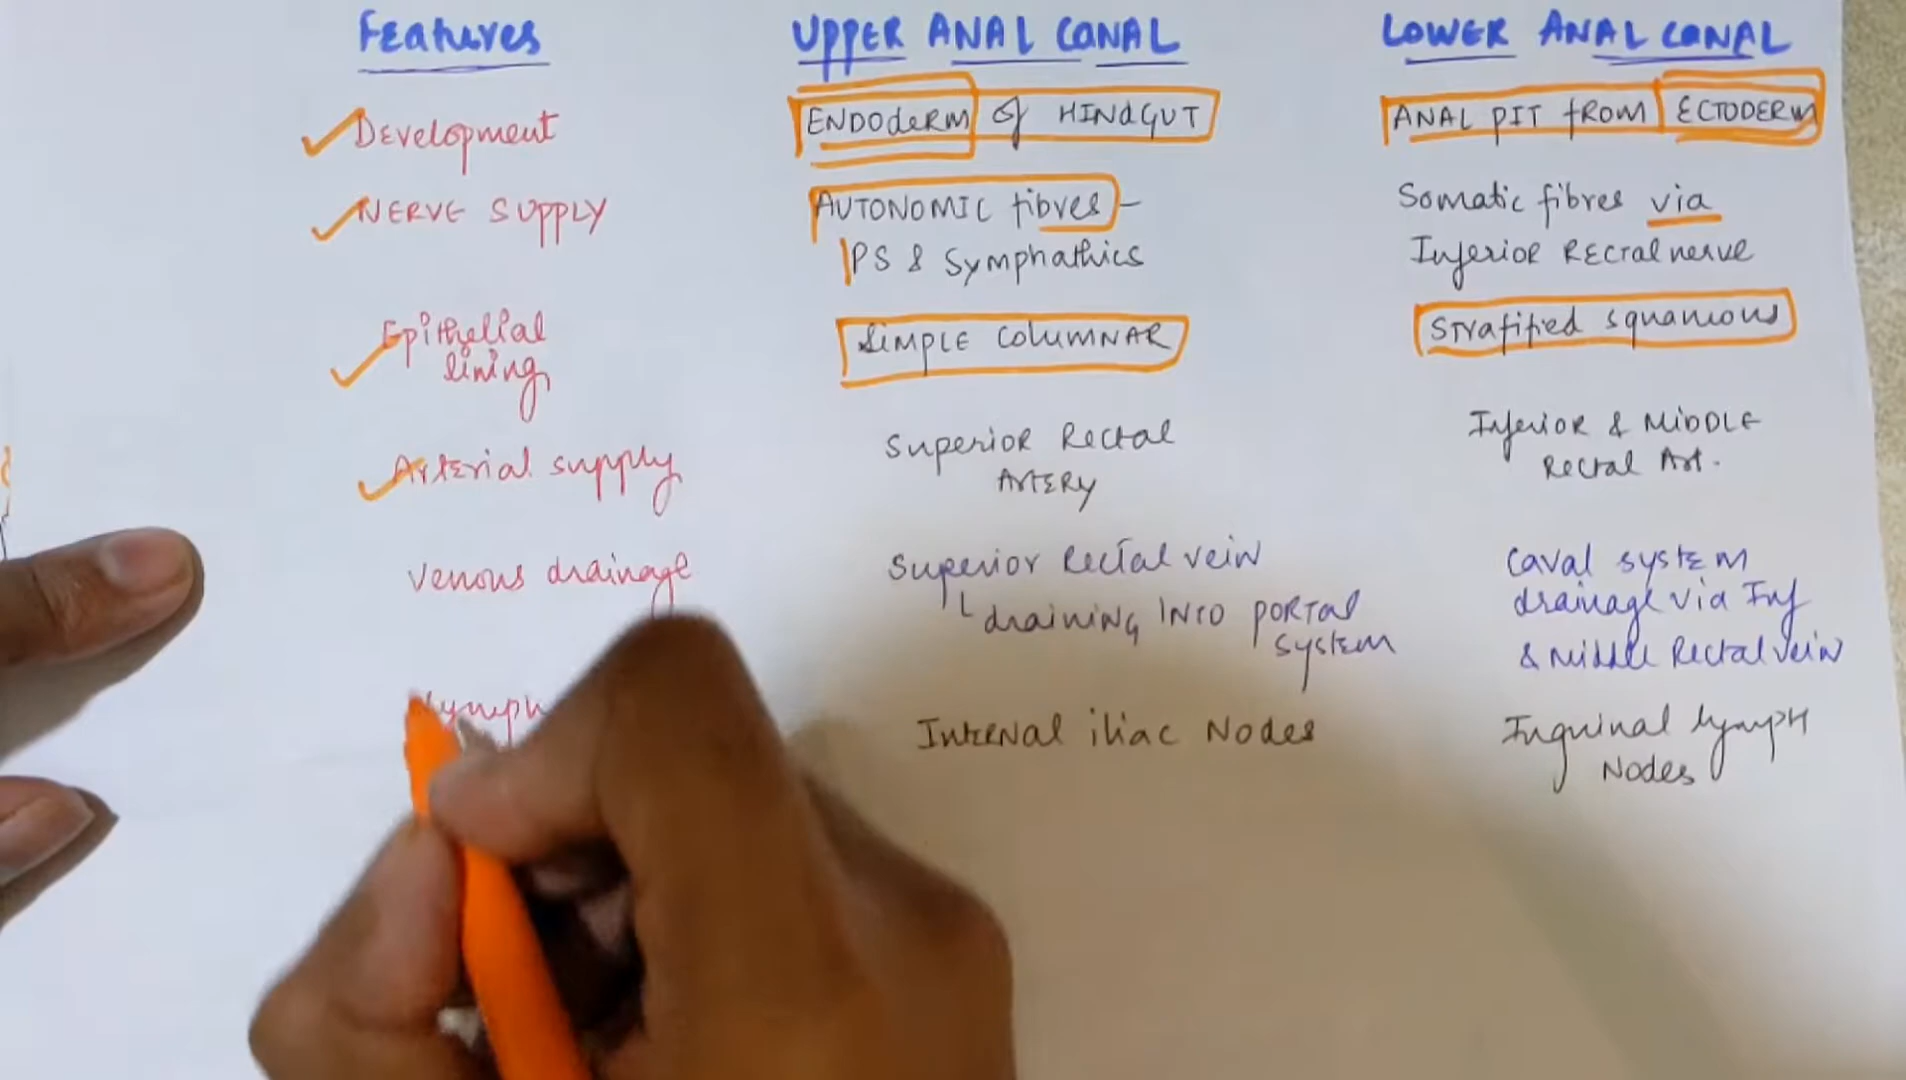 Features UPPER ANAL CANAL LOWER ANAL CANAL
Development ENDODERM of HINDGUT ANAL PIT from ECTODERM
NERVE SUPPLY AUTONOMIC fibres - Somatic fibres via
PS & Symphathics Inferior Rectal nerve
Epithelial SIMPLE COLUMNAR Strafified squamous
lining
Arterial supply Superior Rectal Inferior & MIDDLE
ARTERY Rectal Art.
Venous drainage Superior Rectal vein Caval system
draining INTO PORTAL drainage via Inf
system & Middle Rectal vein
Lymph Internal iliac Nodes Inguinal lymph
Nodes